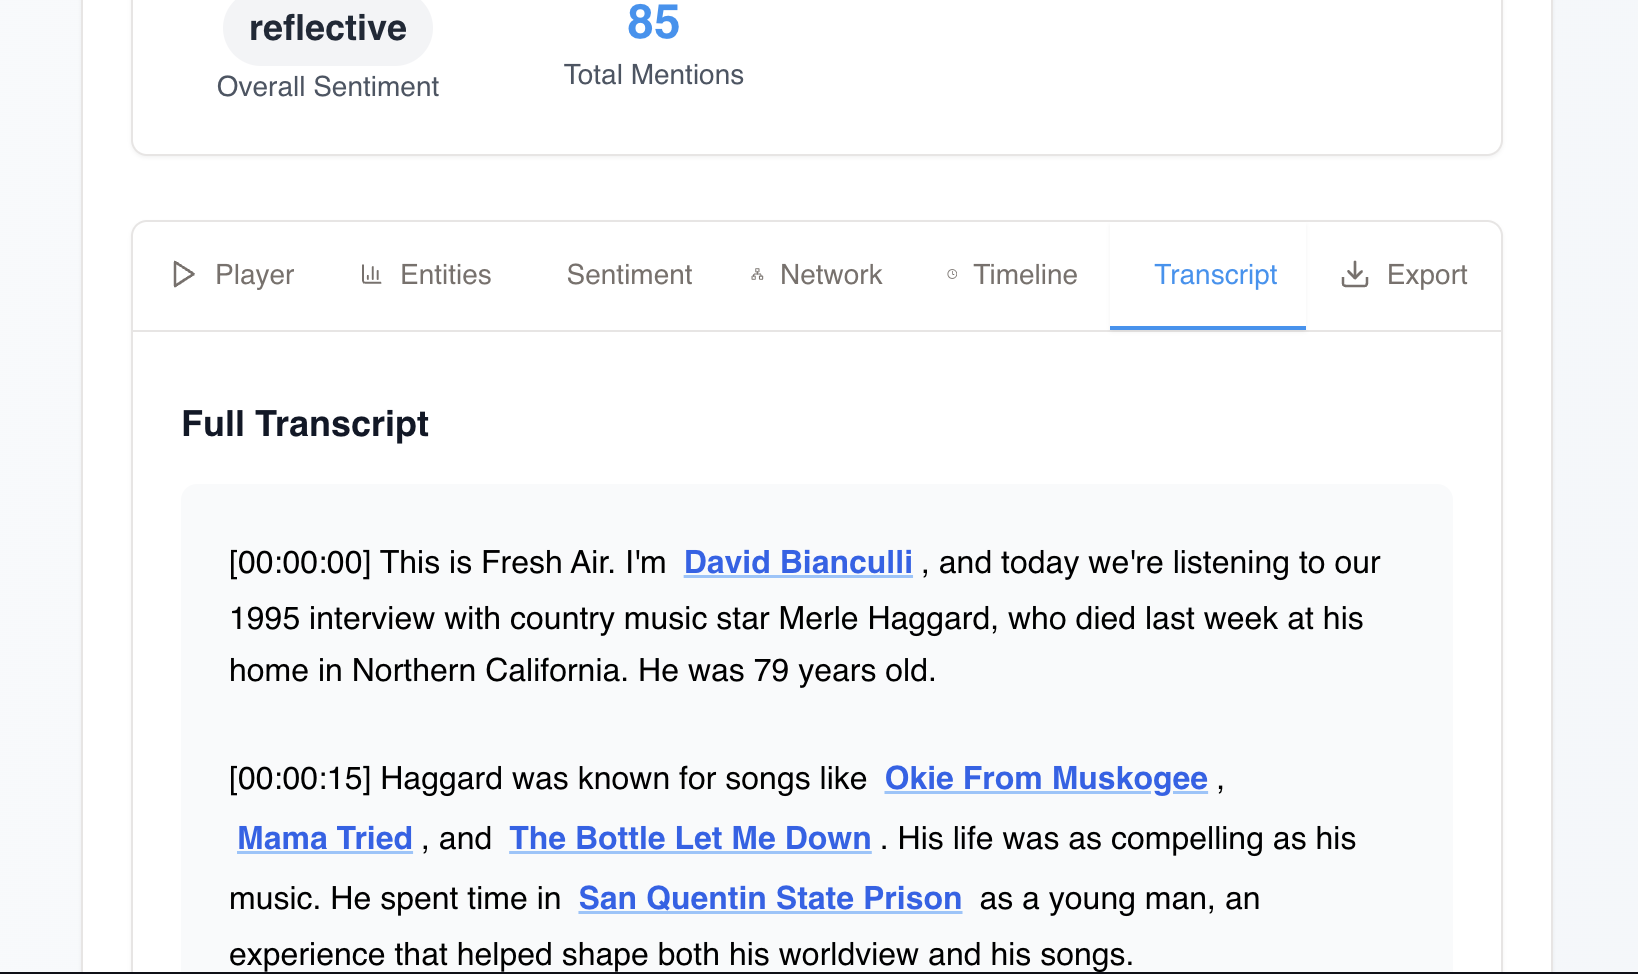 reflective
Overall Sentiment
85
Total Mentions
Player Entities Sentiment Network Timeline Transcript Export
Full Transcript
[00:00:00] This is Fresh Air. I'm David Bianculli , and today we're listening to our
1995 interview with country music star Merle Haggard, who died last week at his
home in Northern California. He was 79 years old.
[00:00:15] Haggard was known for songs like Okie From Muskogee ,
Mama Tried , and The Bottle Let Me Down . His life was as compelling as his
music. He spent time in San Quentin State Prison as a young man, an
experience that helped shape both his worldview and his songs.